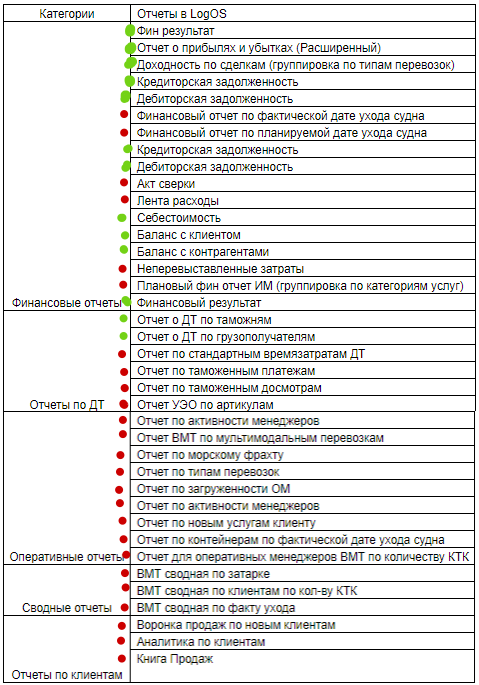 Категории Отчеты в LogOS
Фин результат
Отчет о прибылях и убытках (Расширенный)
Доходность по сделкам (группировка по типам перевозок)
Кредиторская задолженность
Дебиторская задолженность
Финансовый отчет по фактической дате ухода судна
Финансовый отчет по планируемой дате ухода судна
Кредиторская задолженность
Дебиторская задолженность
Акт сверки
Лента расходы
Себестоимость
Баланс с клиентом
Баланс с контрагентами
Неперевыставленные затраты
Плановый фин отчет ИМ (группировка по категориям услуг)
Финансовые отчеты Финансовый результат
Отчет о ДТ по таможням
Отчет о ДТ по грузополучателям
Отчет по стандартным времязатратам ДТ
Отчет по таможенным платежам
Отчет по таможенным досмотрам
Отчеты по ДТ Отчет УЭО по артикулам
Отчет по активности менеджеров
Отчет ВМТ по мультимодальным перевозкам
Отчет по морскому фрахту
Отчет по типам перевозок
Отчет по загруженности ОМ
Отчет по активности менеджеров
Отчет по новым услугам клиенту
Отчет по контейнерам по фактической дате ухода судна
Оперативные отчеты Отчет для оперативных менеджеров ВМТ по количеству КТК
ВМТ сводная по затарке
ВМТ сводная по клиентам по кол-ву КТК
Сводные отчеты ВМТ сводная по факту ухода
Воронка продаж по новым клиентам
Аналитика по клиентам
Книга Продаж
Отчеты по клиентам